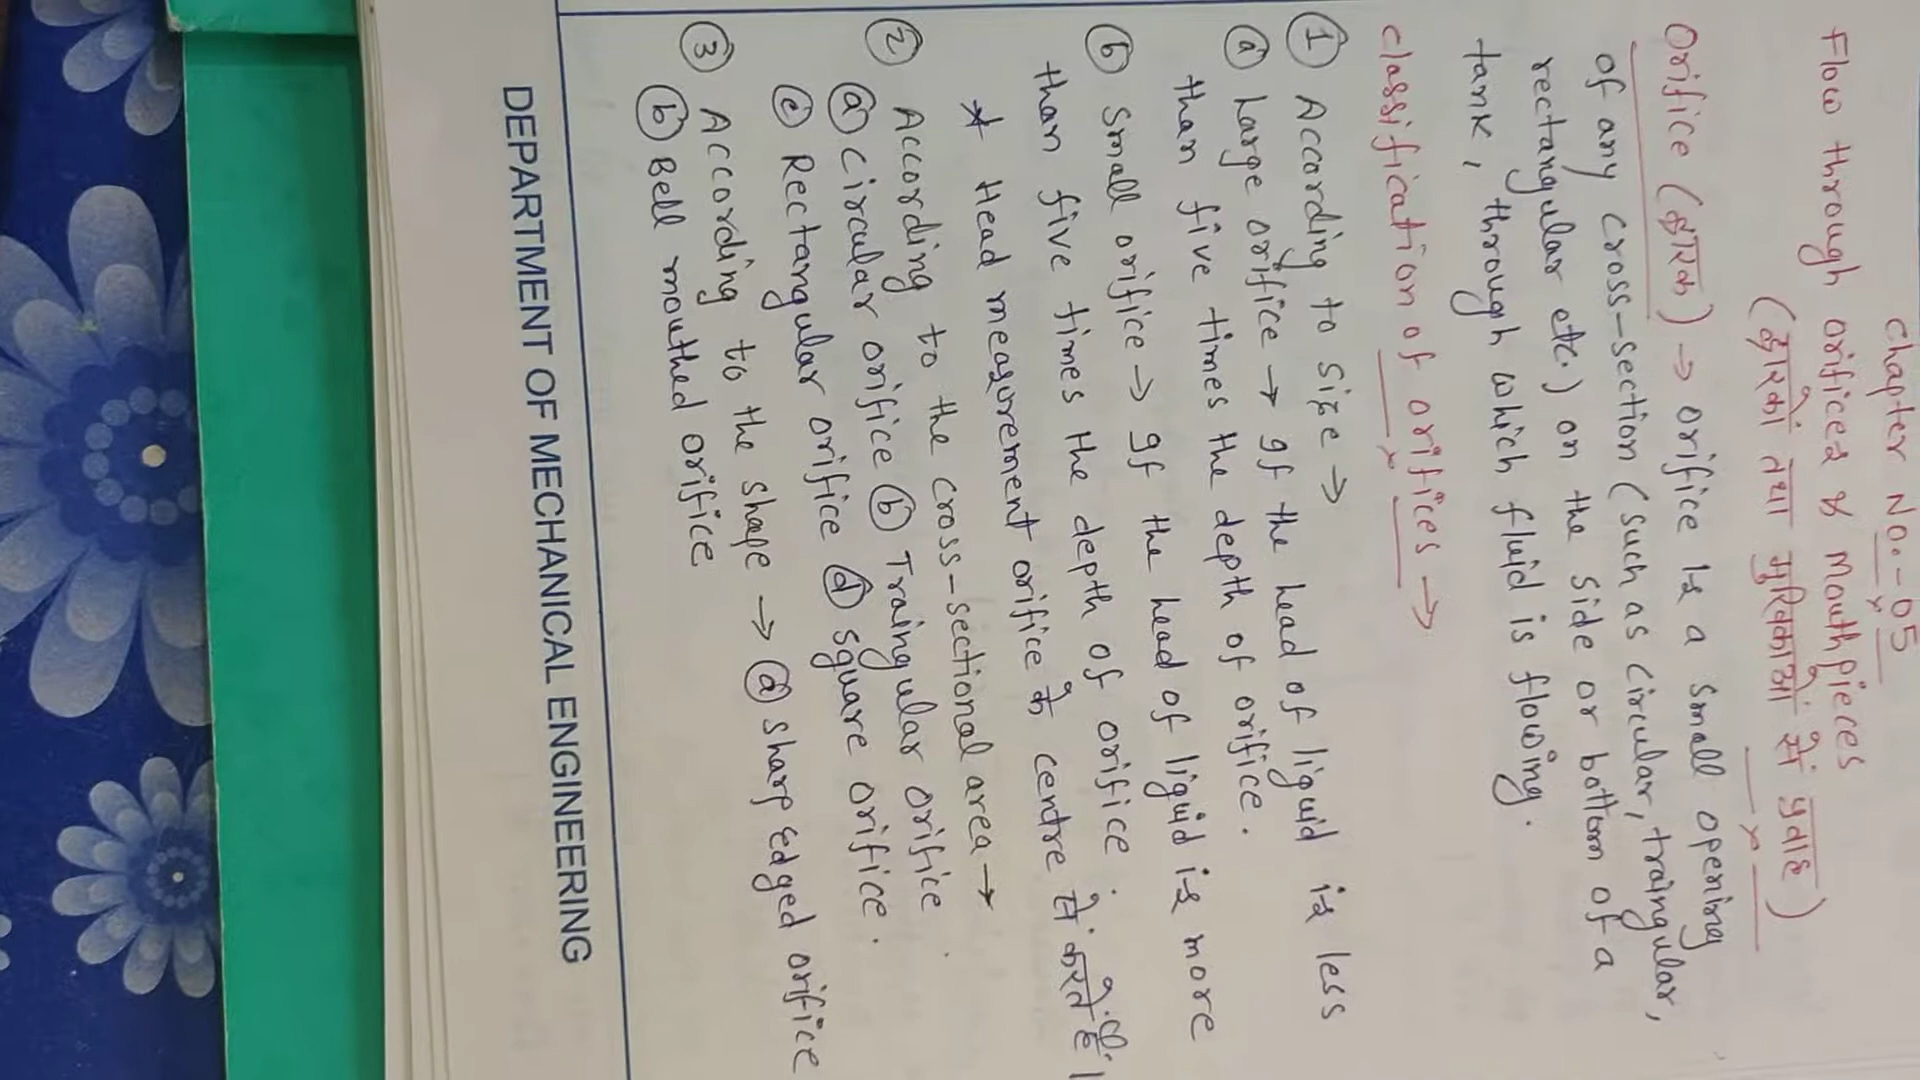 Chapter No.-05
Flow through orifices & Mouthpieces
(द्वारकों तथा मुखिकाओं से प्रवाह)
Orifice (द्वारक) → orifice is a small opening
of any cross-section (such as circular, traingular,
rectangular etc.) on the side or bottom of a
tank, through which fluid is flowing.
classification of orifices →
① According to size →
ⓐ Large orifice → If the head of liquid is less
than five times the depth of orifice.
ⓑ Small orifice → If the head of liquid is more
than five times the depth of orifice.
* Head measurement orifice के centre से करते हैं।
② According to the cross-sectional area →
ⓐ circular orifice ⓑ Traingular orifice
ⓒ Rectangular orifice ⓓ square orifice.
③ According to the shape → ⓐ sharp edged orifice
ⓑ Bell mouthed orifice
DEPARTMENT OF MECHANICAL ENGINEERING